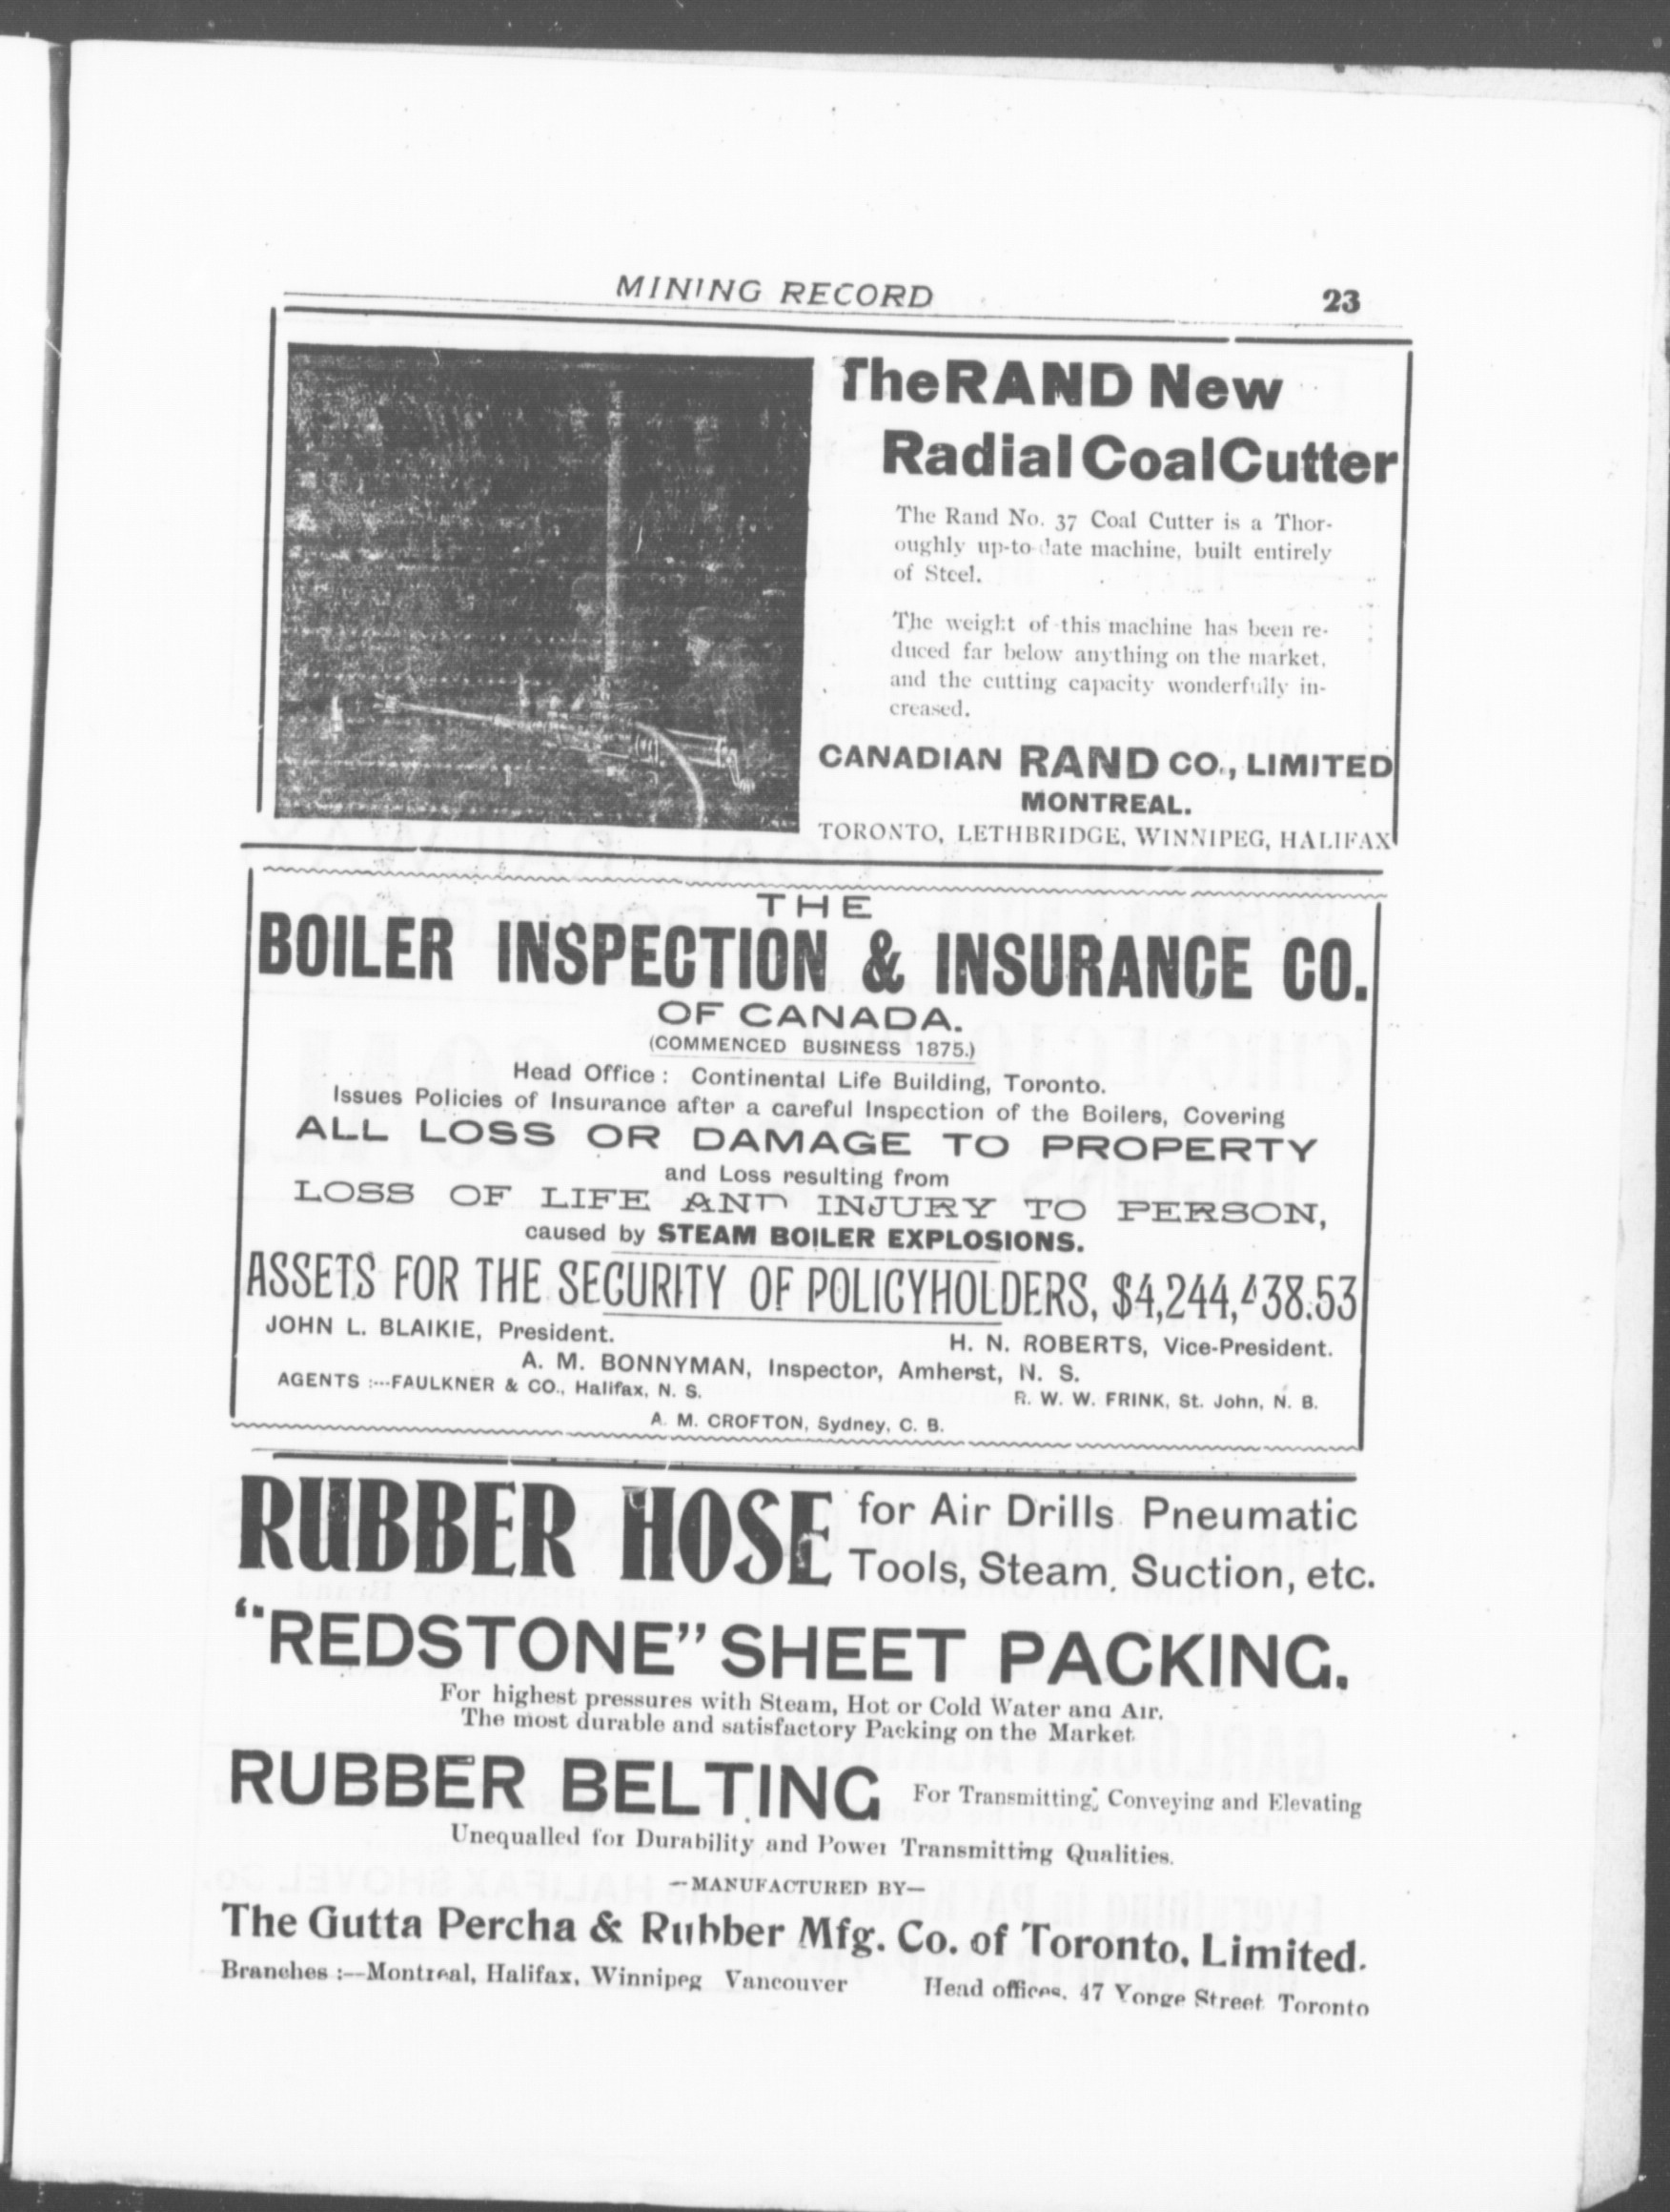 MINING RECORD 23
The RAND New
Radial Coal Cutter
The Rand No. 37 Coal Cutter is a Thor-
oughly up-to-date machine, built entirely
of Steel.
The weight of this machine has been re-
duced far below anything on the market,
and the cutting capacity wonderfully in-
creased.
CANADIAN RAND CO., LIMITED
MONTREAL.
TORONTO, LETHBRIDGE, WINNIPEG, HALIFAX
THE
BOILER INSPECTION & INSURANCE CO.
OF CANADA.
(COMMENCED BUSINESS 1875.)
Head Office: Continental Life Building, Toronto.
Issues Policies of Insurance after a careful Inspection of the Boilers, Covering
ALL LOSS OR DAMAGE TO PROPERTY
and Loss resulting from
LOSS OF LIFE AND INJURY TO PERSON,
caused by STEAM BOILER EXPLOSIONS.
ASSETS FOR THE SECURITY OF POLICYHOLDERS, $4,244,438.53
JOHN L. BLAIKIE, President.
H. N. ROBERTS, Vice-President.
A. M. BONNYMAN, Inspector, Amherst, N. S.
AGENTS :---FAULKNER & CO., Halifax, N. S.
R. W. W. FRINK, St. John, N. B.
A. M. CROFTON, Sydney, C. B.
RUBBER HOSE for Air Drills Pneumatic
Tools, Steam, Suction, etc.
"REDSTONE" SHEET PACKING.
For highest pressures with Steam, Hot or Cold Water and Air.
The most durable and satisfactory Packing on the Market.
RUBBER BELTING For Transmitting, Conveying and Elevating
Unequalled for Durability and Power Transmitting Qualities.
—MANUFACTURED BY—
The Gutta Percha & Rubber Mfg. Co. of Toronto, Limited.
Branches :—Montreal, Halifax, Winnipeg Vancouver Head offices, 47 Yonge Street Toronto